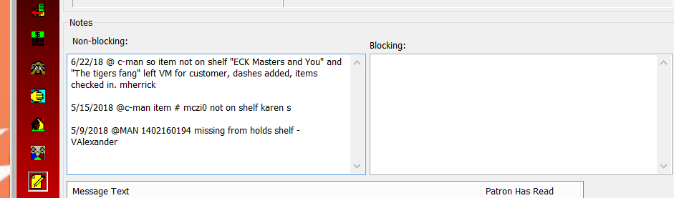 Notes
Non-blocking:
Blocking:
6/22/18 @ c-man so item not on shelf "ECK Masters and You" and
"The tigers fang" left VM for customer, dashes added, items
checked in. mherrick
5/15/2018 @c-man item # mczi0 not on shelf karen s
5/9/2018 @MAN 1402160194 missing from holds shelf -
VAlexander
Message Text
Patron Has Read